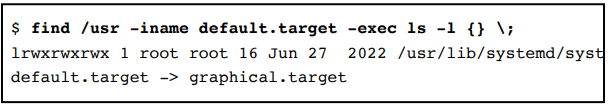 $ find /usr -iname default.target -exec ls -l {} \;
lrwxrwxrwx 1 root root 16 Jun 27  2022 /usr/lib/systemd/syst
default.target -> graphical.target